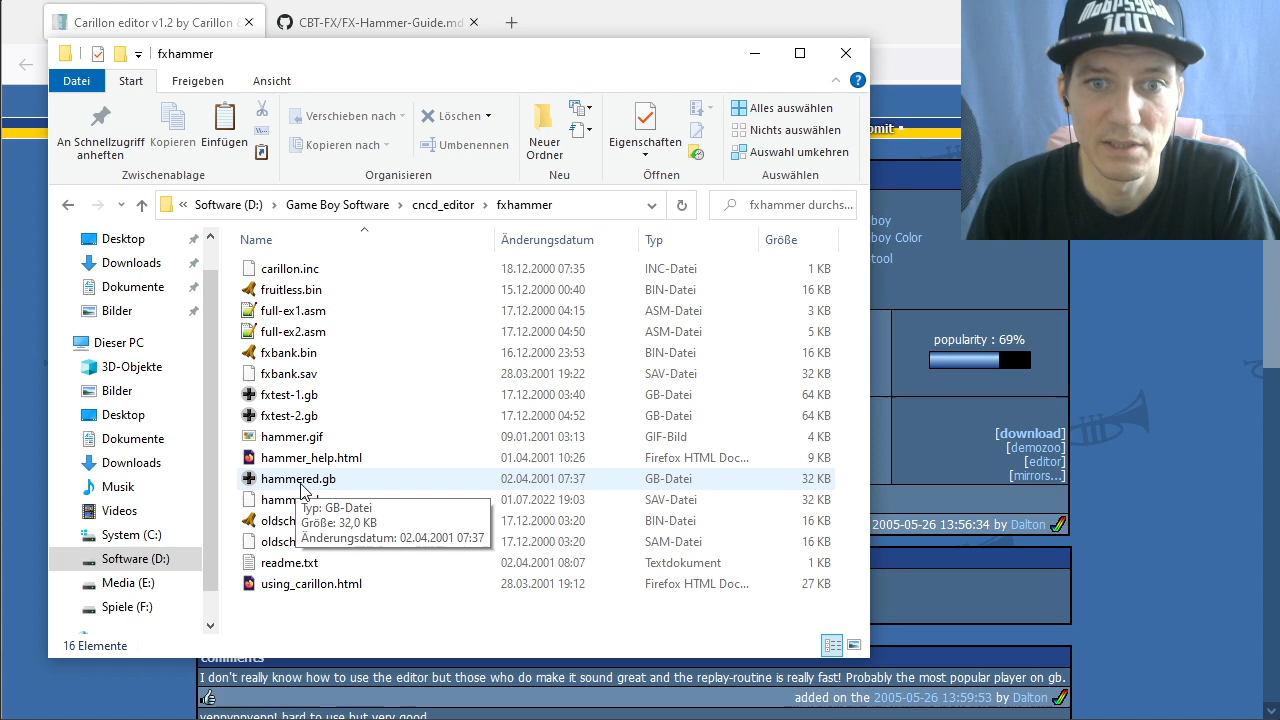 Carillon editor v1.2 by Carillon &
CBT-FX/FX-Hammer-Guide.md
fxhammer
Datei
Start
Freigeben
Ansicht
An Schnellzugriff anheften
Kopieren
Einfügen
Zwischenablage
Verschieben nach
Kopieren nach
Löschen
Umbenennen
Organisieren
Neuer Ordner
Neu
Eigenschaften
Öffnen
Alles auswählen
Nichts auswählen
Auswahl umkehren
Auswählen
« Software (D:) > Game Boy Software > cncd_editor > fxhammer
fxhammer durchs...
Desktop
Downloads
Dokumente
Bilder
Dieser PC
3D-Objekte
Bilder
Desktop
Dokumente
Downloads
Musik
Videos
System (C:)
Software (D:)
Media (E:)
Spiele (F:)
Name Änderungsdatum Typ Größe
carillon.inc 18.12.2000 07:35 INC-Datei 1 KB
fruitless.bin 15.12.2000 00:40 BIN-Datei 16 KB
full-ex1.asm 17.12.2000 04:15 ASM-Datei 3 KB
full-ex2.asm 17.12.2000 04:50 ASM-Datei 5 KB
fxbank.bin 16.12.2000 23:53 BIN-Datei 16 KB
fxbank.sav 28.03.2001 19:22 SAV-Datei 32 KB
fxtest-1.gb 17.12.2000 03:40 GB-Datei 64 KB
fxtest-2.gb 17.12.2000 04:52 GB-Datei 64 KB
hammer.gif 09.01.2001 03:13 GIF-Bild 4 KB
hammer_help.html 01.04.2001 10:26 Firefox HTML Doc... 9 KB
hammered.gb 02.04.2001 07:37 GB-Datei 32 KB
hamm 01.07.2022 19:03 SAV-Datei 32 KB
oldsch 17.12.2000 03:20 BIN-Datei 16 KB
oldsch 17.12.2000 03:20 SAM-Datei 32 KB
readme.txt 02.04.2001 08:07 Textdokument 1 KB
using_carillon.html 28.03.2001 19:12 Firefox HTML Doc... 27 KB
Typ: GB-Datei
Größe: 32,0 KB
Änderungsdatum: 02.04.2001 07:37
16 Elemente
omit
boy
boy Color
tool
popularity : 69%
[download]
[demozoo]
[editor]
[mirrors...]
2005-05-26 13:56:34 by Dalton
comments
I don't really know how to use the editor but those who do make it sound great and the replay-routine is really fast! Probably the most popular player on gb.
added on the 2005-05-26 13:59:53 by Dalton
yeppyppyepp! hard to use but very good